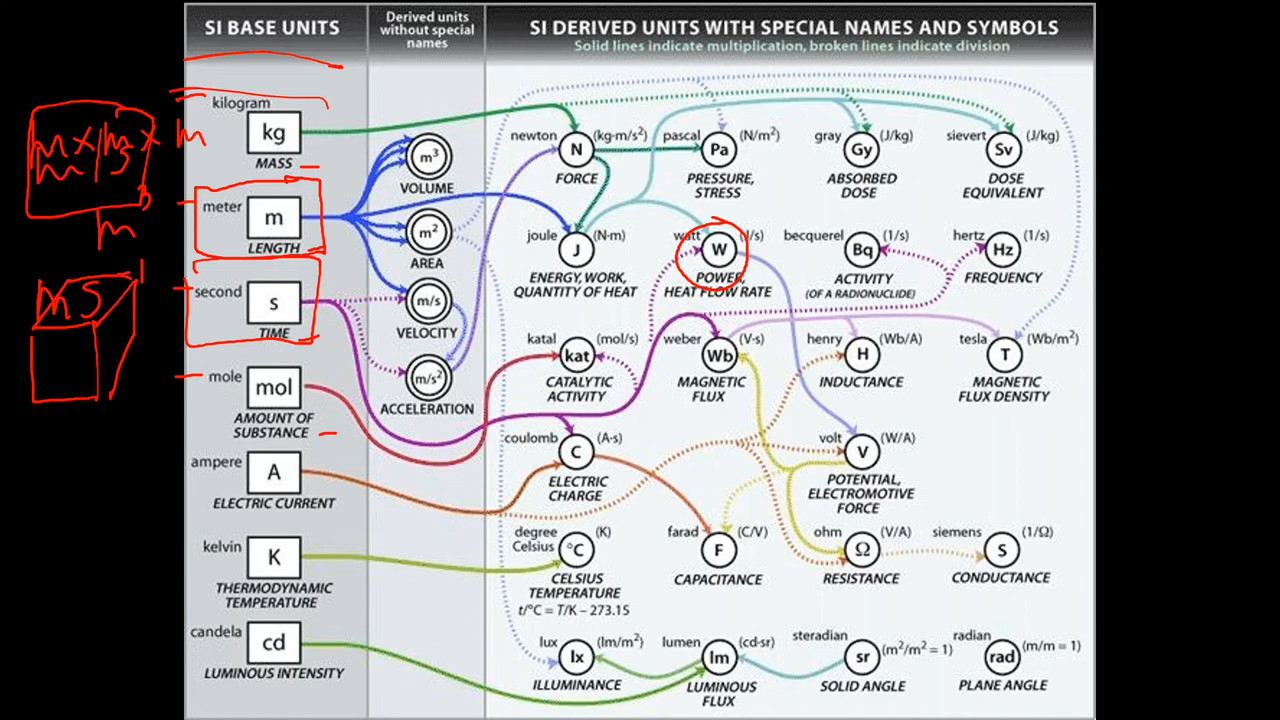 SI BASE UNITS
Derived units
without special
names
SI DERIVED UNITS WITH SPECIAL NAMES AND SYMBOLS
Solid lines indicate multiplication, broken lines indicate division
kilogram
kg
MASS
meter
m
LENGTH
second
s
TIME
mole
mol
AMOUNT OF
SUBSTANCE
ampere
A
ELECTRIC CURRENT
kelvin
K
THERMODYNAMIC
TEMPERATURE
candela
cd
LUMINOUS INTENSITY
m³
VOLUME
m²
AREA
m/s
VELOCITY
m/s²
ACCELERATION
newton (kg·m/s²)
N
FORCE
pascal (N/m²)
Pa
PRESSURE,
STRESS
gray (J/kg)
Gy
ABSORBED
DOSE
sievert (J/kg)
Sv
DOSE
EQUIVALENT
joule (N·m)
J
ENERGY, WORK,
QUANTITY OF HEAT
watt (J/s)
W
POWER,
HEAT FLOW RATE
becquerel (1/s)
Bq
ACTIVITY
(OF A RADIONUCLIDE)
hertz (1/s)
Hz
FREQUENCY
katal (mol/s)
kat
CATALYTIC
ACTIVITY
weber (V·s)
Wb
MAGNETIC
FLUX
henry (Wb/A)
H
INDUCTANCE
tesla (Wb/m²)
T
MAGNETIC
FLUX DENSITY
coulomb (A·s)
C
ELECTRIC
CHARGE
volt (W/A)
V
POTENTIAL,
ELECTROMOTIVE
FORCE
degree
Celsius (K)
°C
CELSIUS
TEMPERATURE
t/°C = T/K – 273.15
farad (C/V)
F
CAPACITANCE
ohm (V/A)
Ω
RESISTANCE
siemens (1/Ω)
S
CONDUCTANCE
lux (lm/m²)
lx
ILLUMINANCE
lumen (cd·sr)
lm
LUMINOUS
FLUX
steradian (m²/m² = 1)
sr
SOLID ANGLE
radian (m/m = 1)
rad
PLANE ANGLE
m
m